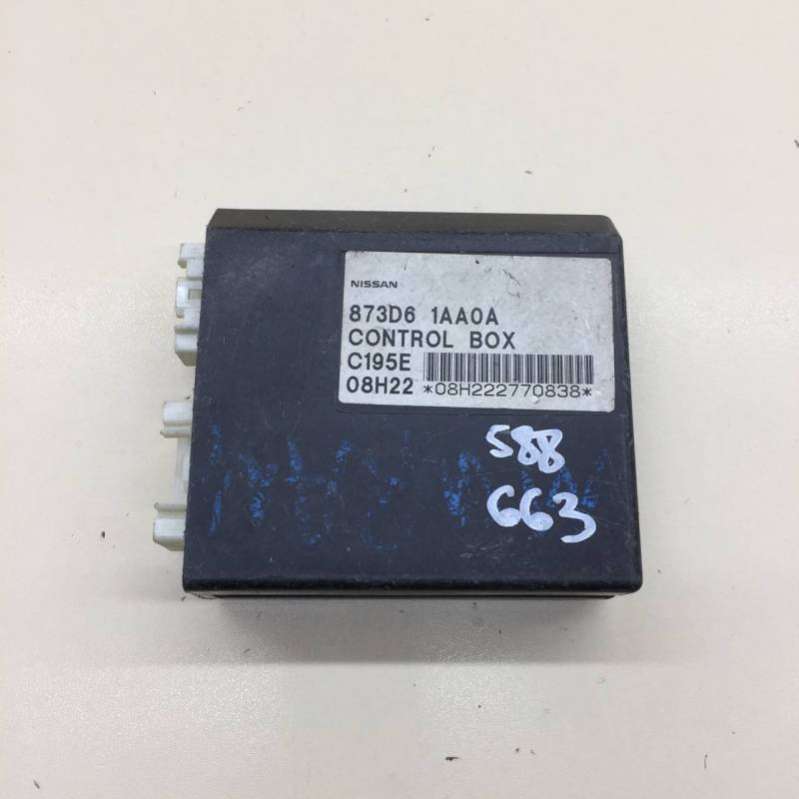 NISSAN
873D6 1AA0A
CONTROL BOX
C195E
08H22 *08H222770838*
588
663